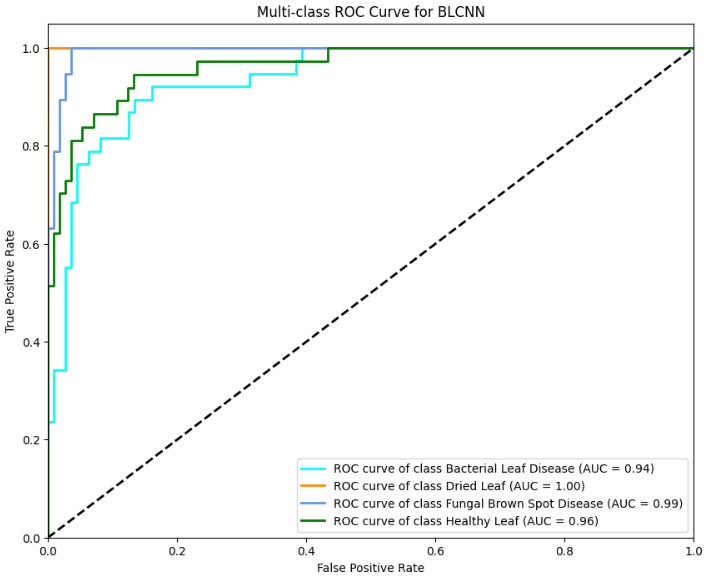 Multi-class ROC Curve for BLCNN
True Positive Rate
1.0
0.8
0.6
0.4
0.2
0.0
ROC curve of class Bacterial Leaf Disease (AUC = 0.94)
ROC curve of class Dried Leaf (AUC = 1.00)
ROC curve of class Fungal Brown Spot Disease (AUC = 0.99)
ROC curve of class Healthy Leaf (AUC = 0.96)
0.0 0.2 0.4 0.6 0.8 1.0
False Positive Rate